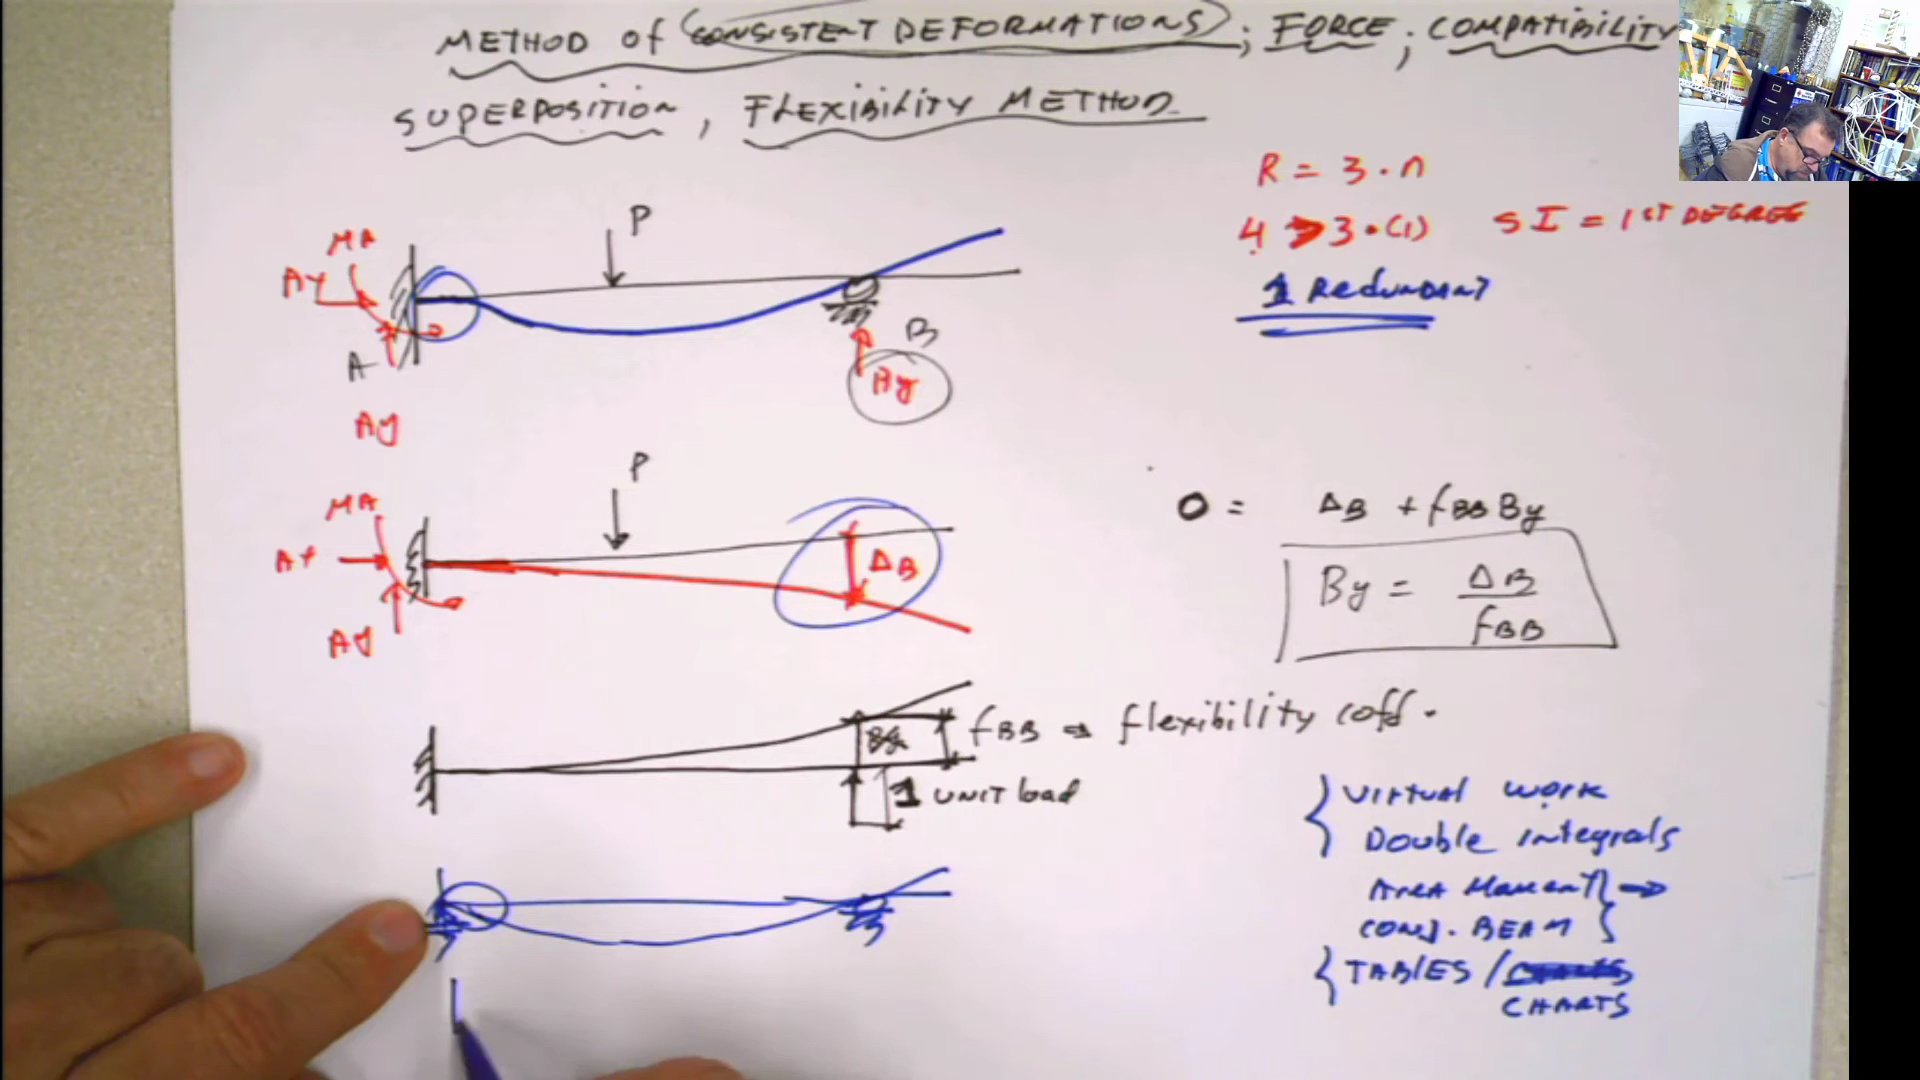 METHOD OF CONSISTENT DEFORMATIONS; FORCE; COMPATIBILITY
SUPERPOSITION, FLEXIBILITY METHOD
R = 3.n
4 > 3.(1) SI = 1ST DEGREE
1 Redundant
P
MA
A
B
By
Ay
P
MA
ΔB
Ay
0 = ΔB + fBB By
By = ΔB
fBB
fBB → flexibility coff.
1 UNIT load
VIRTUAL WORK
Double integrals
Area Moment →
CONJ. BEAM
TABLES / CHARTS
CHARTS